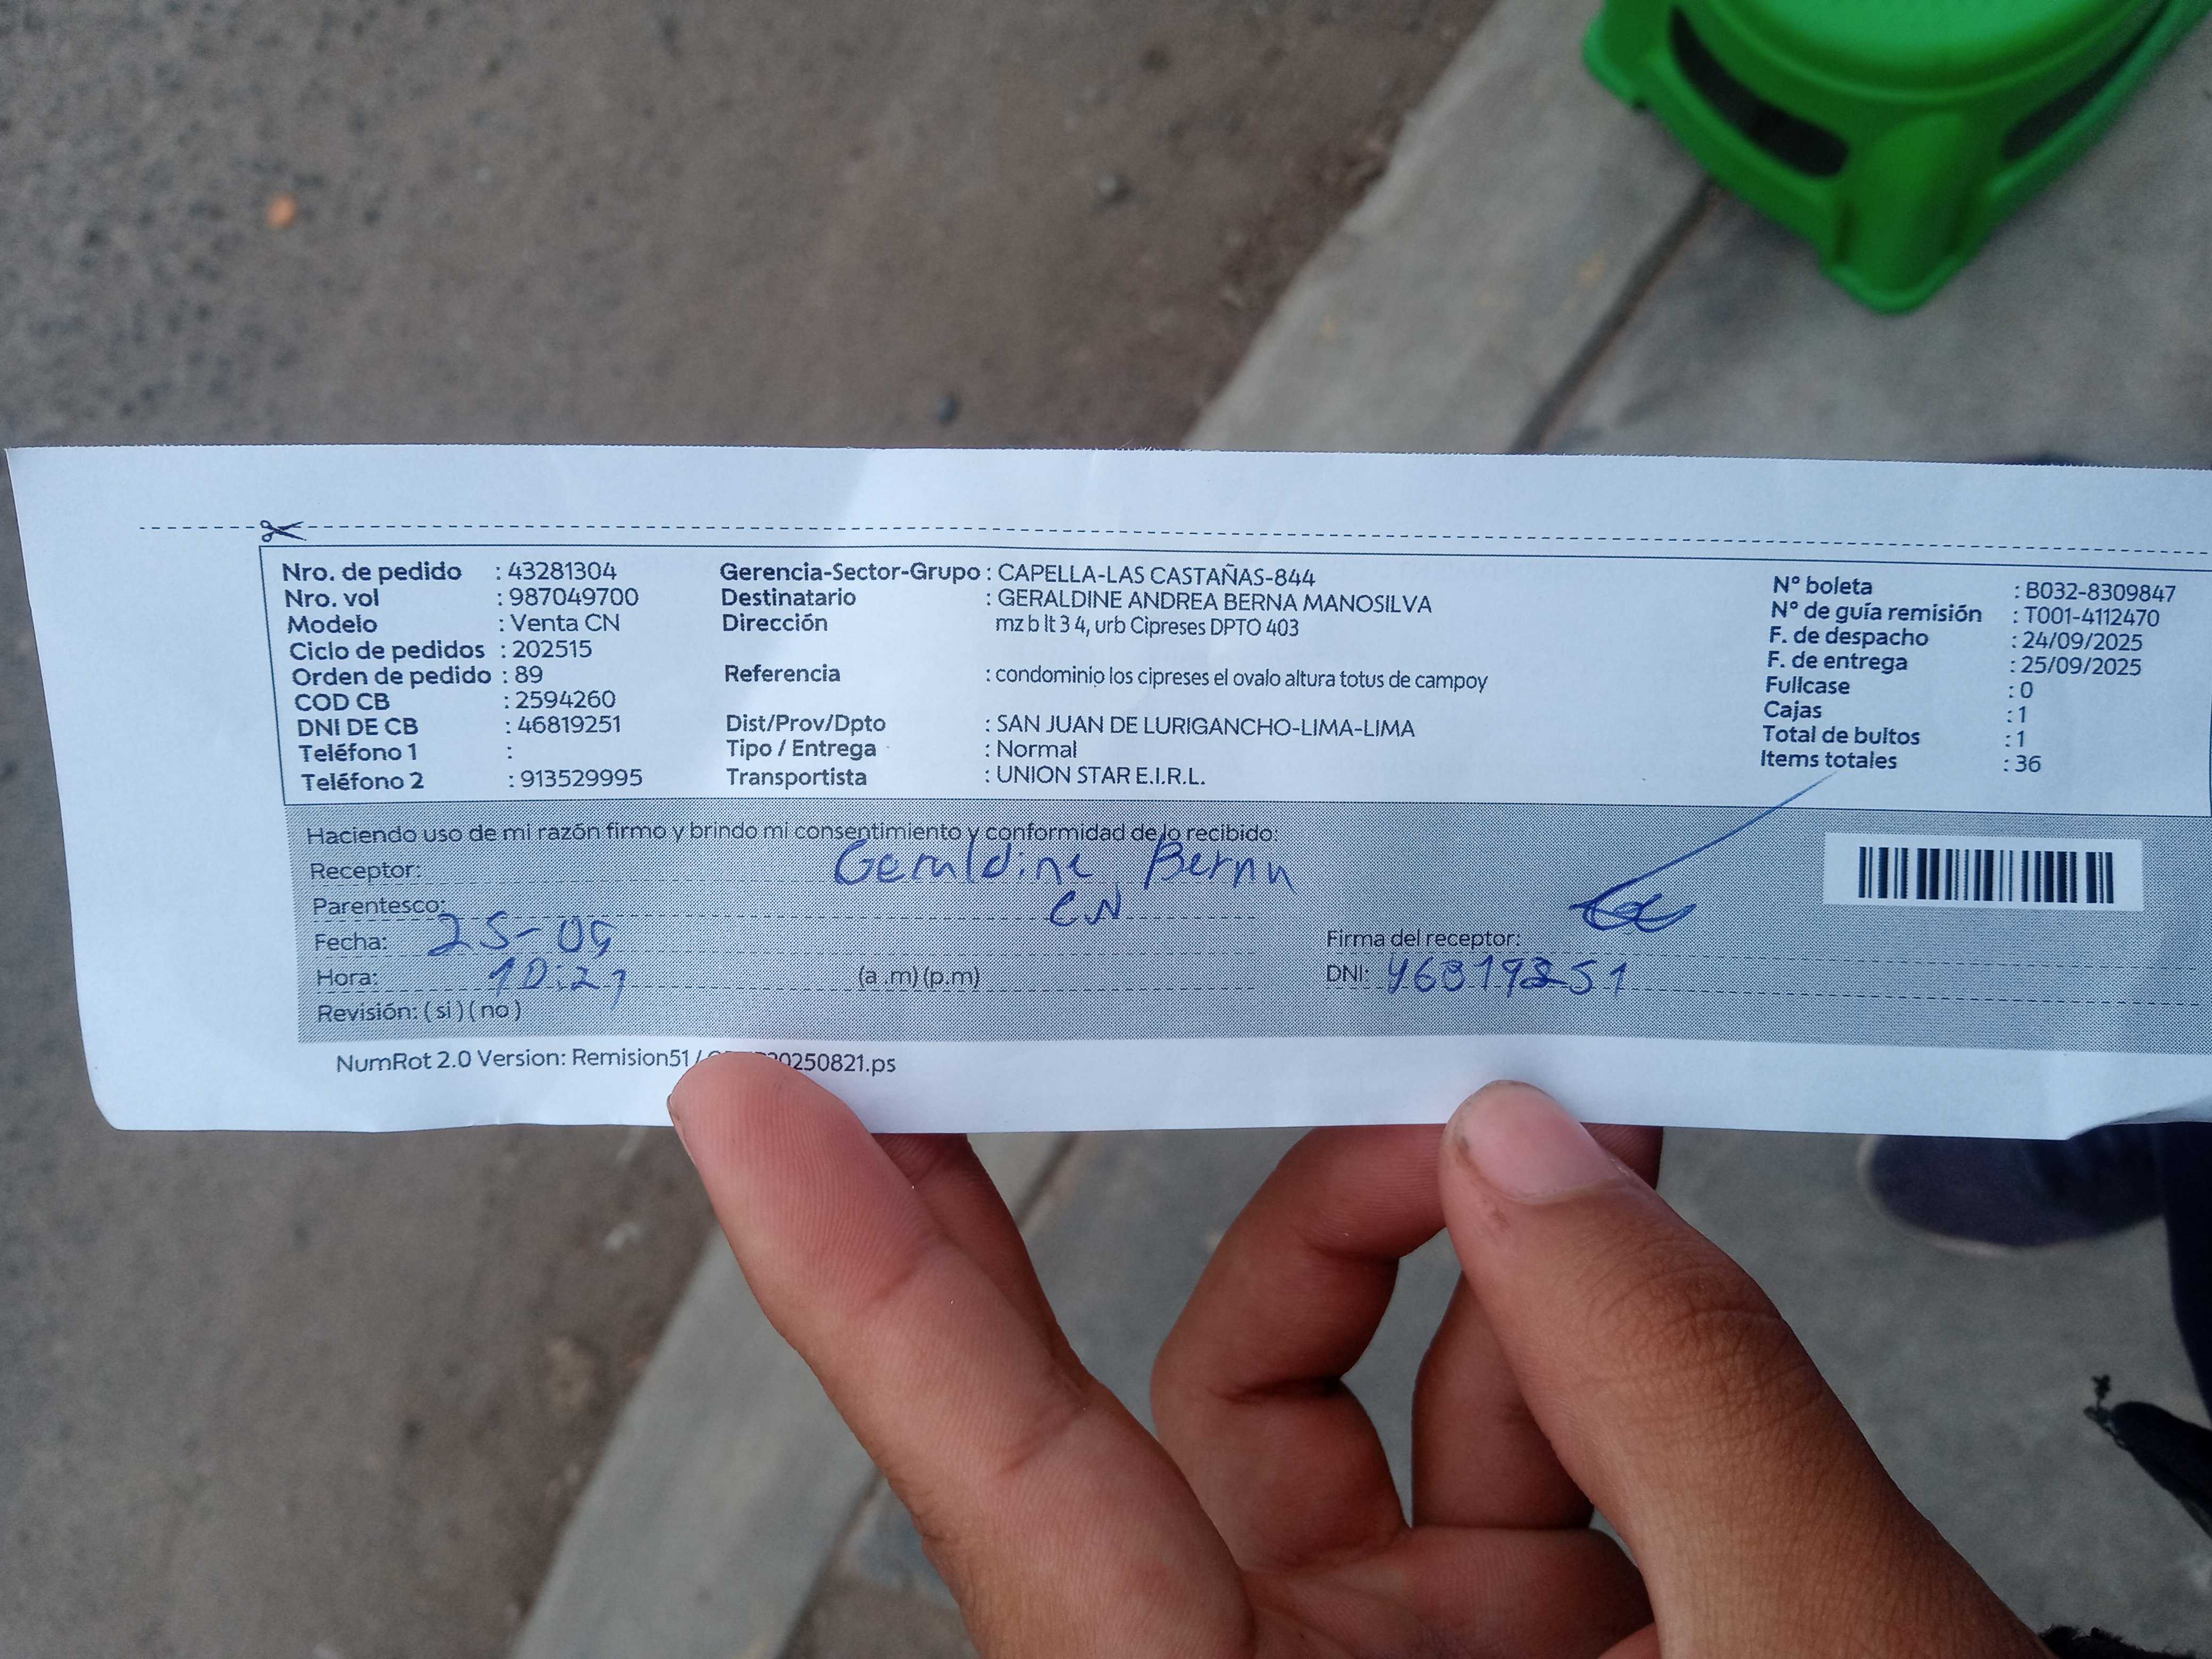 Nro. de pedido : 43281304
Nro. vol : 987049700
Modelo : Venta CN
Ciclo de pedidos : 202515
Orden de pedido : 89
COD CB : 2594260
DNI DE CB : 46819251
Teléfono 1 :
Teléfono 2 : 913529995
Gerencia-Sector-Grupo : CAPELLA-LAS CASTAÑAS-844
Destinatario : GERALDINE ANDREA BERNA MANOSILVA
Dirección mz b lt 3 4, urb Cipreses DPTO 403
Referencia : condominio los cipreses el ovalo altura totus de campoy
Dist/Prov/Dpto : SAN JUAN DE LURIGANCHO-LIMA-LIMA
Tipo / Entrega : Normal
Transportista : UNION STAR E.I.R.L.
N° boleta : B032-8309847
N° de guía remisión : T001-4112470
F. de despacho : 24/09/2025
F. de entrega : 25/09/2025
Fullcase : 0
Cajas : 1
Total de bultos : 1
Items totales : 36
Haciendo uso de mi razón firmo y brindo mi consentimiento y conformidad de lo recibido:
Receptor: Geraldine Berna
Parentesco: CN
Fecha: 25-09
Hora: 10:21 (a .m) (p.m)
Revisión: ( si ) ( no )
Firma del receptor:
DNI: 46819251
NumRot 2.0 Version: Remision51 / 20250821.ps